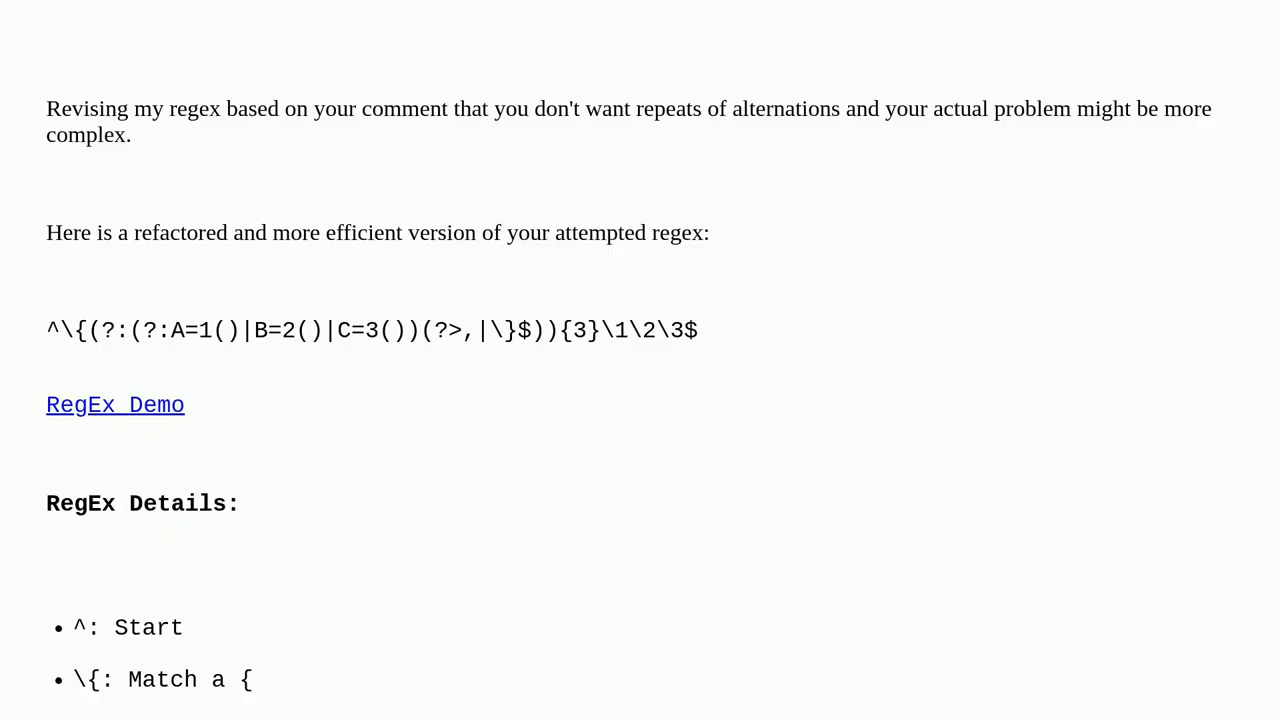 Revising my regex based on your comment that you don't want repeats of alternations and your actual problem might be more
complex.
Here is a refactored and more efficient version of your attempted regex:
^\{(?:(?:A=1()|B=2()|C=3())(?>,|\}$)){3}\1\2\3$
RegEx Demo
RegEx Details:
• ^: Start
• \{: Match a {